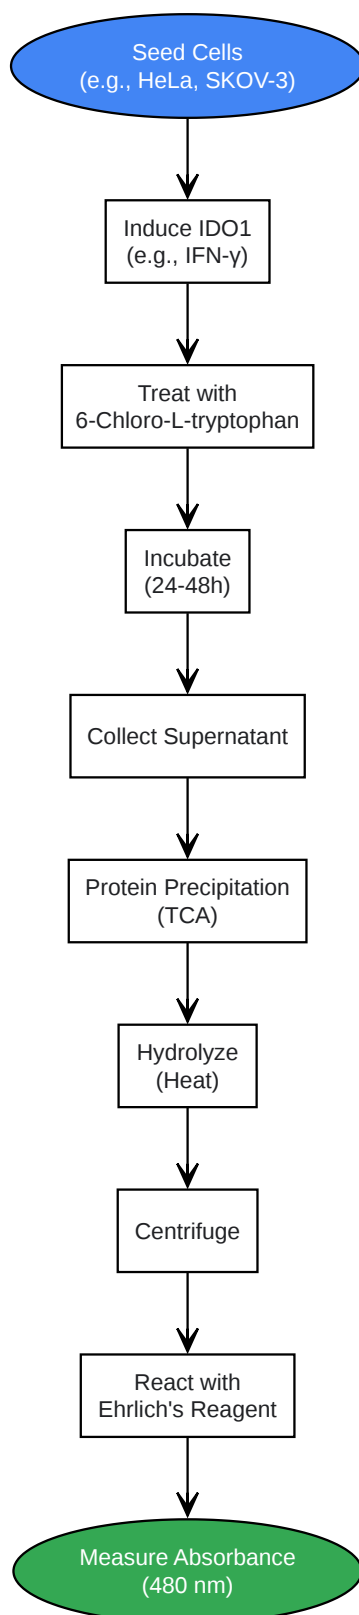 Seed Cells
(e.g., HeLa, SKOV-3)
Induce IDO1
(e.g., IFN-γ)
Treat with
6-Chloro-L-tryptophan
Incubate
(24-48h)
Collect Supernatant
Protein Precipitation
(TCA)
Hydrolyze
(Heat)
Centrifuge
React with
Ehrlich's Reagent
Measure Absorbance
(480 nm)